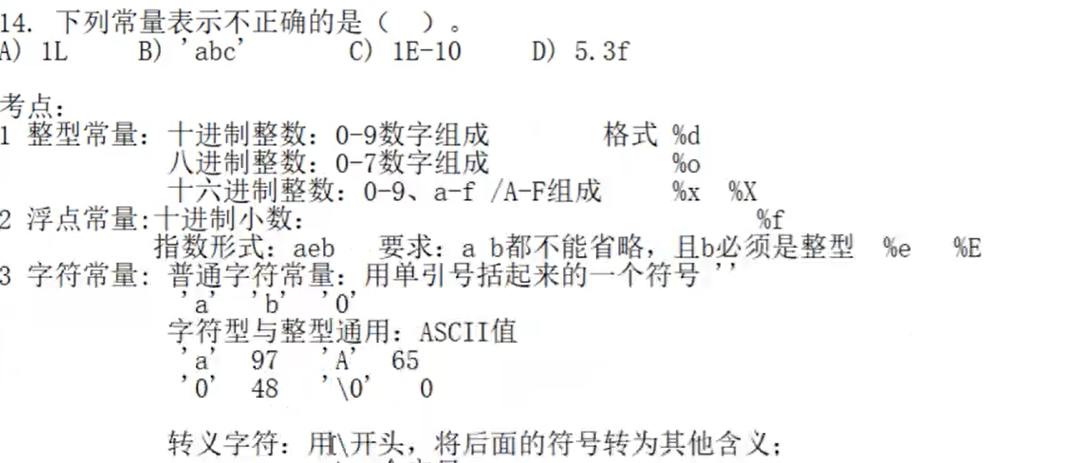 14. 下列常量表示不正确的是（　）。
A) 1L　B) 'abc'　C) 1E-10　D) 5.3f
考点：
1 整型常量：十进制整数：0-9数字组成　格式 %d
八进制整数：0-7数字组成　%o
十六进制整数：0-9、a-f /A-F组成　%x %X
2 浮点常量：十进制小数：　%f
指数形式：aeb　要求：a b都不能省略，且b必须是整型　%e　%E
3 字符常量：普通字符常量：用单引号括起来的一个符号 ''
'a'　'b'　'0'
字符型与整型通用：ASCII值
'a'　97　'A'　65
'0'　48　'\0'　0
转义字符：用\开头，将后面的符号转为其他含义；